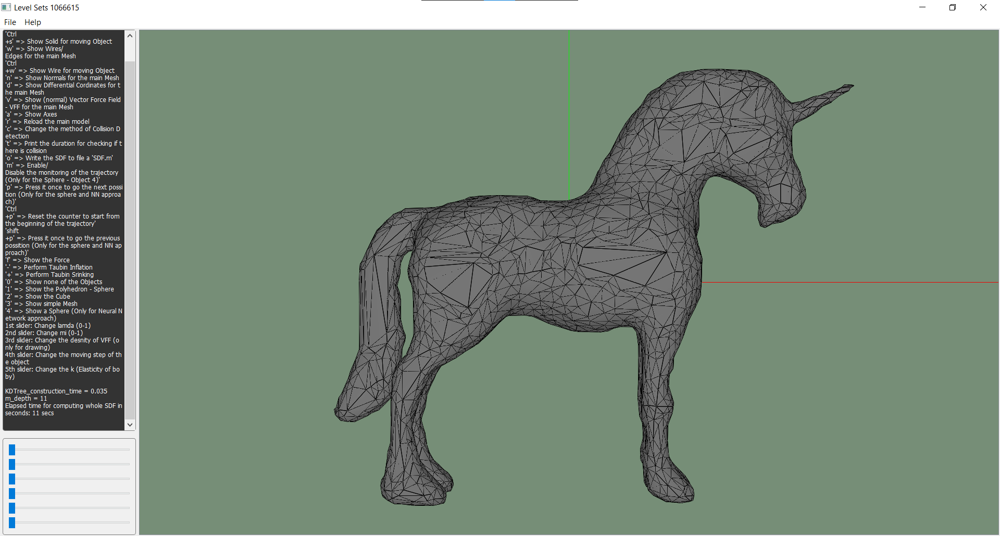 Level Sets 1066615
File Help
'Ctrl
+s' => Show Solid for moving Object
'w' => Show Wires/
Edges for the main Mesh
'Ctrl
+w' => Show Wire for moving Object
'n' => Show Normals for the main Mesh
'd' => Show Differential Cordinates for t
he main Mesh
'v' => Show (normal) Vector Force Field
- VFF for the main Mesh
'a' => Show Axes
'r' => Reload the main model
'c' => Change the method of Collision D
etection
't' => Print the duration for checking if t
here is collision
'o' => Write the SDF to file a 'SDF.m'
'm' => Enable/
Disable the monitoring of the trajectory
(Only for the Sphere - Object 4)'
'p' => Press it once to go the next possi
tion (Only for the sphere and NN approa
ch)'
'Ctrl
+p' => Reset the counter to start from
the beginning of the trajectory'
'shift
+p' => Press it once to go the previous
possition (Only for the sphere and NN ap
proach)'
'f' => Show the Force
'-' => Perform Taubin Inflation
'+' => Perform Taubin Srinking
'0' => Show none of the Objects
'1' => Show the Polyhedron - Sphere
'2' => Show the Cube
'3' => Show simple Mesh
'4' => Show a Sphere (Only for Neural N
etwork approach)
1st slider: Change lamda (0-1)
2nd slider: Change mi (0-1)
3rd slider: Change the desnity of VFF (o
nly for drawing)
4th slider: Change the moving step of th
e object
5th slider: Change the k (Elasticity of bo
by)
KDTree_construction_time = 0.035
m_depth = 11
Elapsed time for computing whole SDF in
seconds: 11 secs